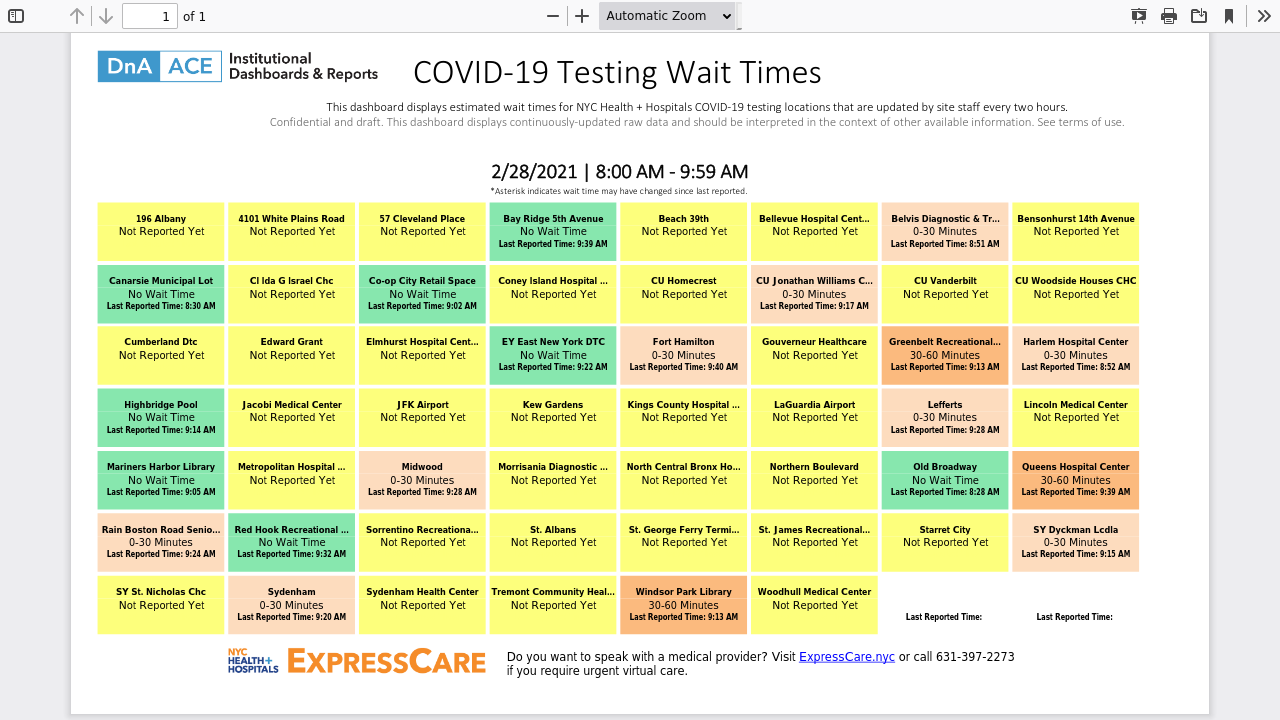 1 of 1 Automatic Zoom
DnA ACE Institutional Dashboards & Reports
COVID-19 Testing Wait Times
This dashboard displays estimated wait times for NYC Health + Hospitals COVID-19 testing locations that are updated by site staff every two hours.
Confidential and draft. This dashboard displays continuously-updated raw data and should be interpreted in the context of other available information. See terms of use.
2/28/2021 | 8:00 AM - 9:59 AM
*Asterisk indicates wait time may have changed since last reported.
196 Albany
Not Reported Yet
4101 White Plains Road
Not Reported Yet
57 Cleveland Place
Not Reported Yet
Bay Ridge 5th Avenue
No Wait Time
Last Reported Time: 9:39 AM
Beach 39th
Not Reported Yet
Bellevue Hospital Cent...
Not Reported Yet
Belvis Diagnostic & Tr...
0-30 Minutes
Last Reported Time: 8:51 AM
Bensonhurst 14th Avenue
Not Reported Yet
Canarsie Municipal Lot
No Wait Time
Last Reported Time: 8:30 AM
Cl Ida G Israel Chc
Not Reported Yet
Co-op City Retail Space
No Wait Time
Last Reported Time: 9:02 AM
Coney Island Hospital ...
Not Reported Yet
CU Homecrest
Not Reported Yet
CU Jonathan Williams C...
0-30 Minutes
Last Reported Time: 9:17 AM
CU Vanderbilt
Not Reported Yet
CU Woodside Houses CHC
Not Reported Yet
Cumberland Dtc
Not Reported Yet
Edward Grant
Not Reported Yet
Elmhurst Hospital Cent...
Not Reported Yet
EY East New York DTC
No Wait Time
Last Reported Time: 9:22 AM
Fort Hamilton
0-30 Minutes
Last Reported Time: 9:40 AM
Gouverneur Healthcare
Not Reported Yet
Greenbelt Recreational...
30-60 Minutes
Last Reported Time: 9:13 AM
Harlem Hospital Center
0-30 Minutes
Last Reported Time: 8:52 AM
Highbridge Pool
No Wait Time
Last Reported Time: 9:14 AM
Jacobi Medical Center
Not Reported Yet
JFK Airport
Not Reported Yet
Kew Gardens
Not Reported Yet
Kings County Hospital ...
Not Reported Yet
LaGuardia Airport
Not Reported Yet
Lefferts
0-30 Minutes
Last Reported Time: 9:28 AM
Lincoln Medical Center
Not Reported Yet
Mariners Harbor Library
No Wait Time
Last Reported Time: 9:05 AM
Metropolitan Hospital ...
Not Reported Yet
Midwood
0-30 Minutes
Last Reported Time: 9:28 AM
Morrisania Diagnostic ...
Not Reported Yet
North Central Bronx Ho...
Not Reported Yet
Northern Boulevard
Not Reported Yet
Old Broadway
No Wait Time
Last Reported Time: 8:28 AM
Queens Hospital Center
30-60 Minutes
Last Reported Time: 9:39 AM
Rain Boston Road Senio...
0-30 Minutes
Last Reported Time: 9:24 AM
Red Hook Recreational ...
No Wait Time
Last Reported Time: 9:32 AM
Sorrentino Recreationa...
Not Reported Yet
St. Albans
Not Reported Yet
St. George Ferry Termi...
Not Reported Yet
St. James Recreational...
Not Reported Yet
Starret City
Not Reported Yet
SY Dyckman Lcdla
0-30 Minutes
Last Reported Time: 9:15 AM
SY St. Nicholas Chc
Not Reported Yet
Sydenham
0-30 Minutes
Last Reported Time: 9:20 AM
Sydenham Health Center
Not Reported Yet
Tremont Community Heal...
Not Reported Yet
Windsor Park Library
30-60 Minutes
Last Reported Time: 9:13 AM
Woodhull Medical Center
Not Reported Yet
Last Reported Time:
Last Reported Time:
NYC HEALTH+ HOSPITALS EXPRESSCARE
Do you want to speak with a medical provider? Visit ExpressCare.nyc or call 631-397-2273
if you require urgent virtual care.